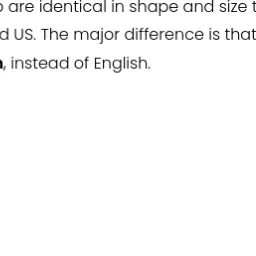 are identical in shape and size
US. The major difference is that
, instead of English.